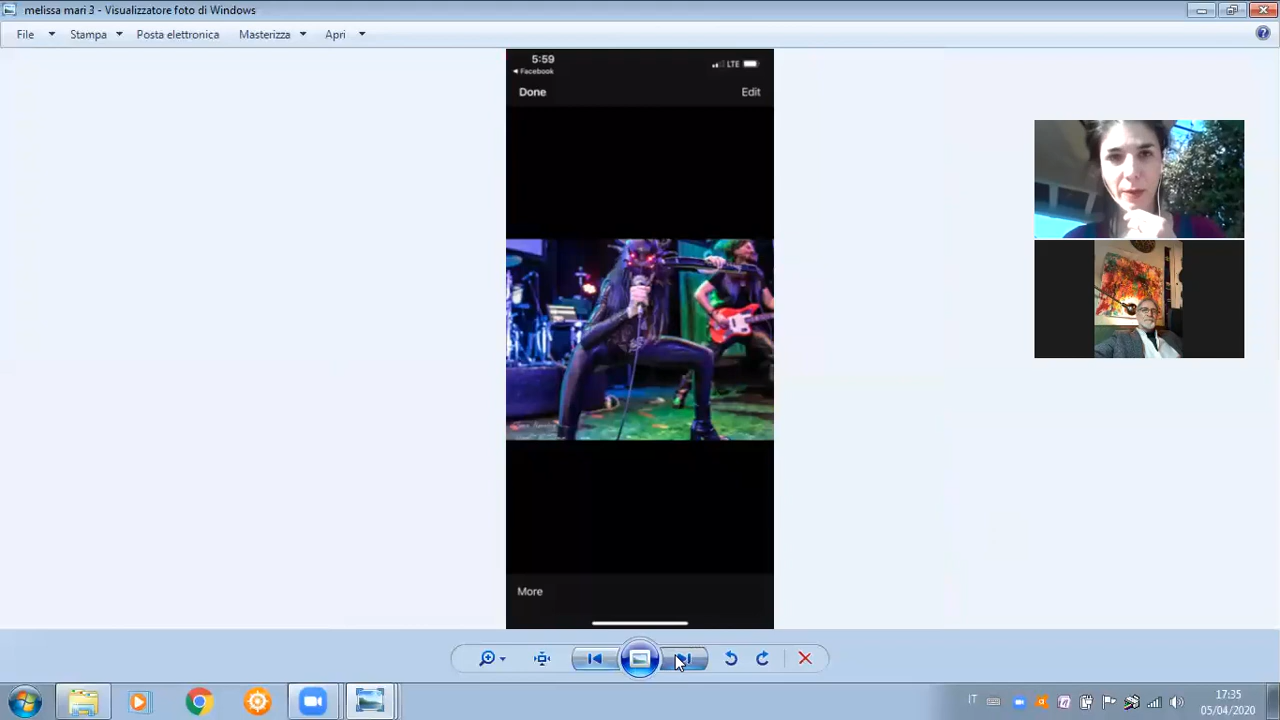 melissa mari 3 - Visualizzatore foto di Windows
File Stampa Posta elettronica Masterizza Apri
5:59
LTE
Facebook
Done Edit
More
IT
17:35
05/04/2020